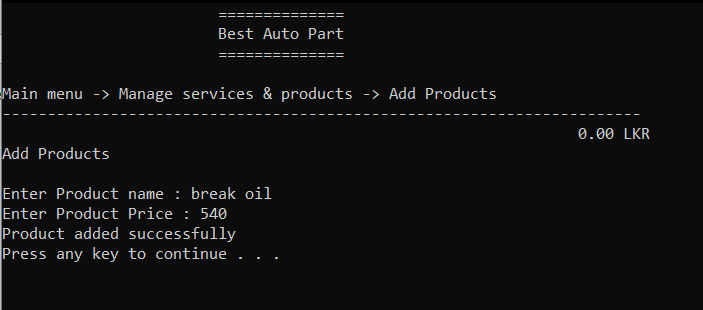 ==============
Best Auto Part
==============
Main menu -> Manage services & products -> Add Products
-----------------------------------------------------------------------
0.00 LKR
Add Products
Enter Product name : break oil
Enter Product Price : 540
Product added successfully
Press any key to continue . . .